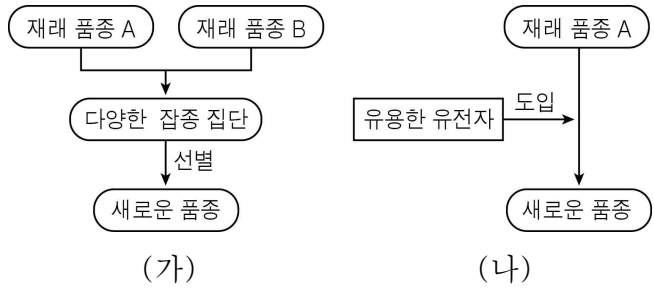 재래 품종 A
재래 품종 B
다양한 잡종 집단
선별
새로운 품종
(가)
재래 품종 A
도입
유용한 유전자
새로운 품종
(나)